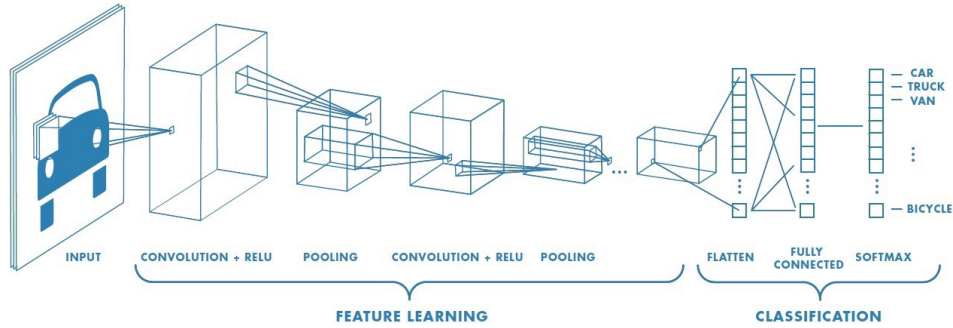 CAR
TRUCK
VAN
BICYCLE
INPUT
CONVOLUTION + RELU
POOLING
CONVOLUTION + RELU
POOLING
FLATTEN
FULLY
CONNECTED
SOFTMAX
FEATURE LEARNING
CLASSIFICATION